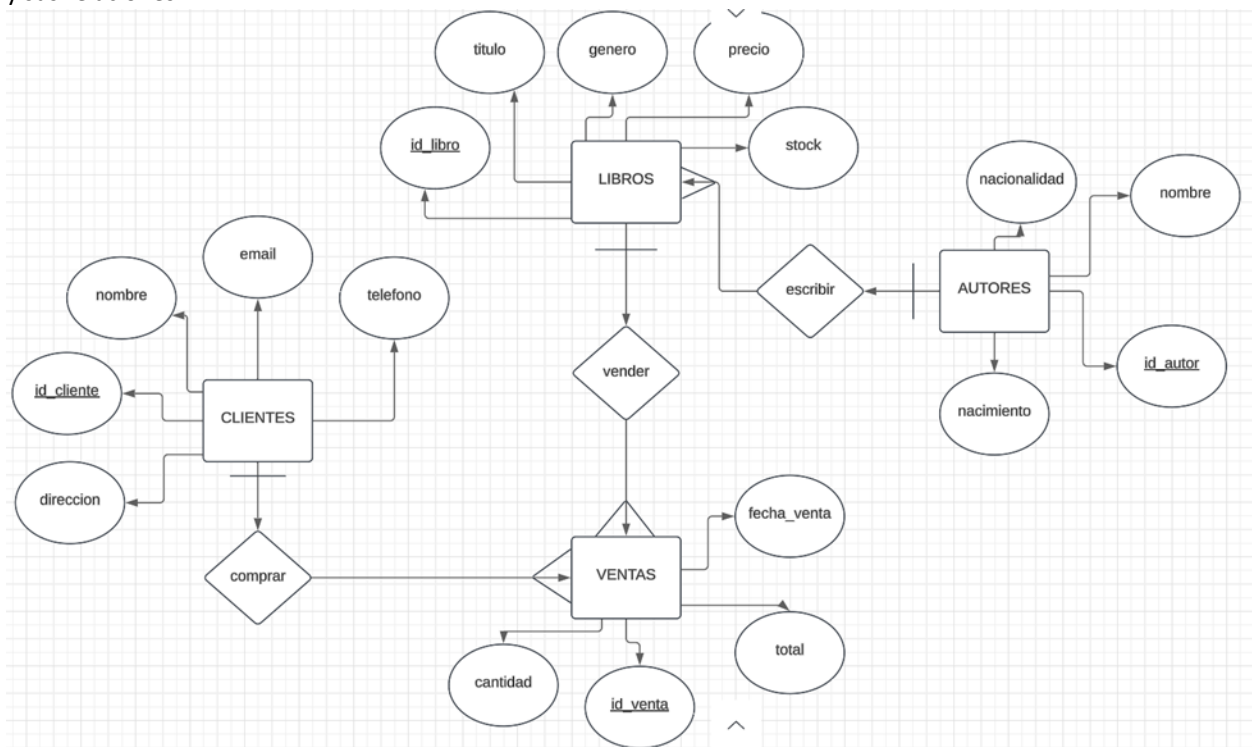 titulo
genero
precio
id_libro
stock
LIBROS
nacionalidad
nombre
email
nombre
telefono
escribir
AUTORES
vender
id_cliente
id_autor
CLIENTES
nacimiento
direccion
fecha_venta
comprar
VENTAS
total
cantidad
id_venta